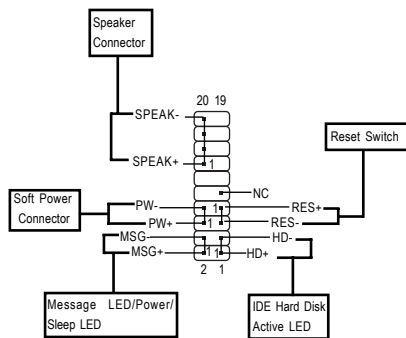 Speaker
Connector
20 19
SPEAK-
Reset Switch
SPEAK+
1
NC
Soft Power
Connector
PW-
1
RES+
PW+
1
RES-
MSG-
HD-
MSG+
1 1
HD+
2 1
Message LED/Power/
Sleep LED
IDE Hard Disk
Active LED